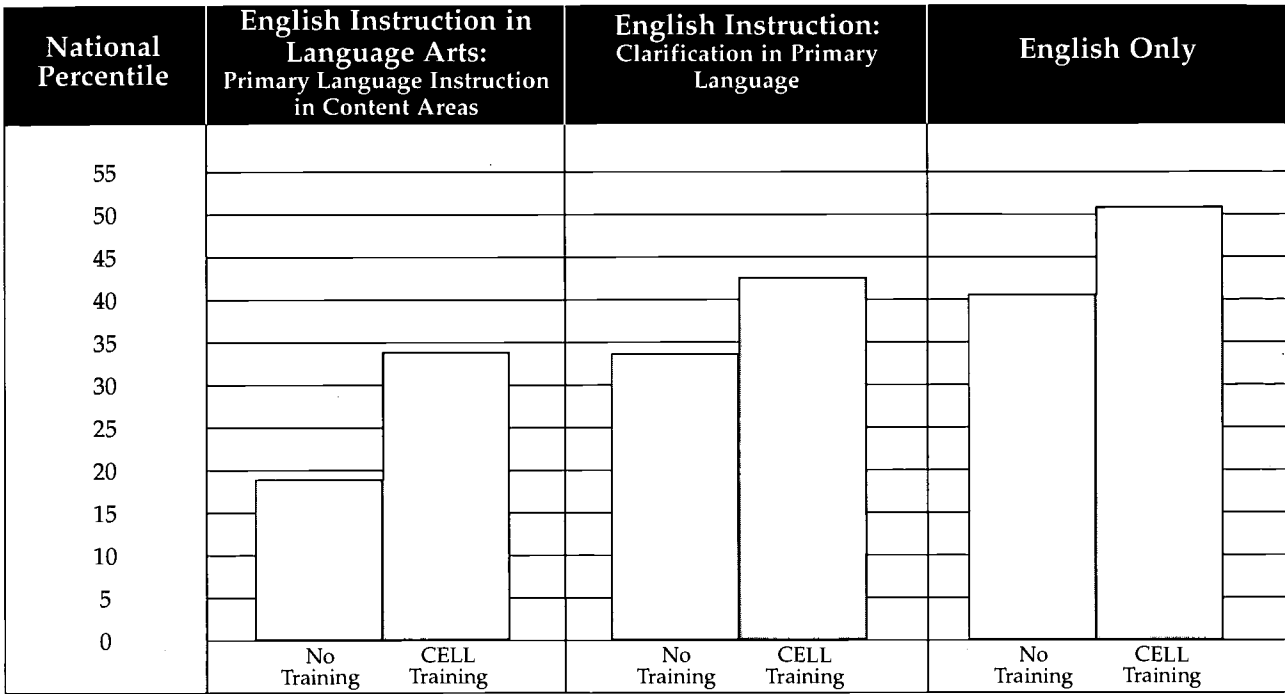 National
Percentile
English Instruction in
Language Arts:
Primary Language Instruction
in Content Areas
English Instruction:
Clarification in Primary
Language
English Only
55
50
45
40
35
30
25
20
15
10
5
0
No
Training
CELL
Training
No
Training
CELL
Training
No
Training
CELL
Training